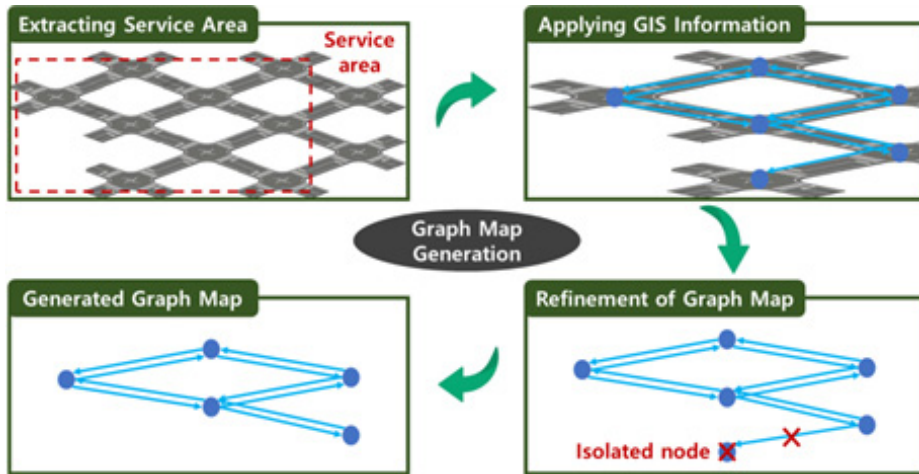 Extracting Service Area
Service
area
Applying GIS Information
Graph Map
Generation
Generated Graph Map
Refinement of Graph Map
Isolated node